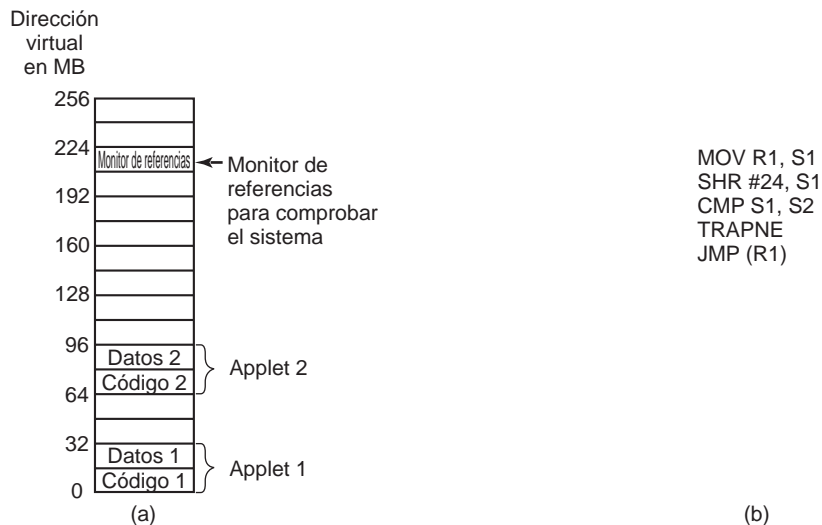 Dirección
virtual
en MB
256
224
Monitor de referencias
Monitor de
referencias
para comprobar
el sistema
192
160
128
96
Datos 2
Código 2
Applet 2
64
32
Datos 1
Código 1
Applet 1
0
(a)
MOV R1, S1
SHR #24, S1
CMP S1, S2
TRAPNE
JMP (R1)
(b)